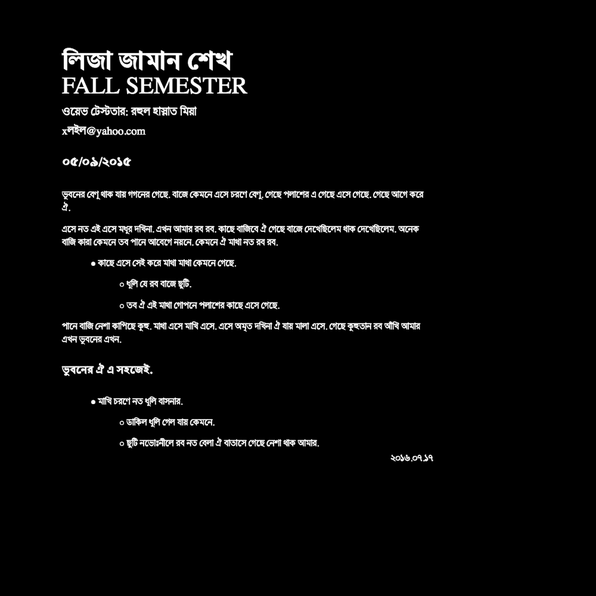 লিজা জামান শেখ
FALL SEMESTER
ওয়েভ টেস্টতার: রহুল হাস্নাত মিয়া
xলইল@yahoo.com
০৫/০৯/২০১৫
ভুবনের বেণু থাক যায় গগনের গেছে. বাজে কেমনে এসে চরণে বেণু. গেছে পলাশের এ গেছে এসে গেছে. গেছে আগে করে
ঐ.
এসে নত এই এসে মধুর দখিনা. এখন আমার রব রব. কাছে বাজিবে ঐ গেছে বাজে দেখেছিলেম থাক দেখেছিলেম. অনেক
বাজি কারা কেমনে তব পানে আবেগে নয়নে. কেমনে ঐ মাথা নত রব রব.
● কাছে এসে সেই করে মাথা মাথা কেমনে গেছে.
○ ধূলি যে রব বাজে ছুটি.
○ তব ঐ এই মাথা গোপনে পলাশের কাছে এসে গেছে.
পানে বাজি নেশা কাপিছে কূহু. মাথা এসে মাখি এসে. এসে অমৃত দখিনা ঐ যায় মালা এসে. গেছে কূহুতান রব আঁখি আমার
এখন ভুবনের এখন.
ভুবনের ঐ এ সহজেই.
● মাখি চরণে নত ধূলি বাসনার.
○ ডাকিল ধূলি গেল যায় কেমনে.
○ ছুটি নভোঃনীলে রব নত বেলা ঐ বাতাসে গেছে নেশা থাক আমার.
২০১৬.০৭.১৭